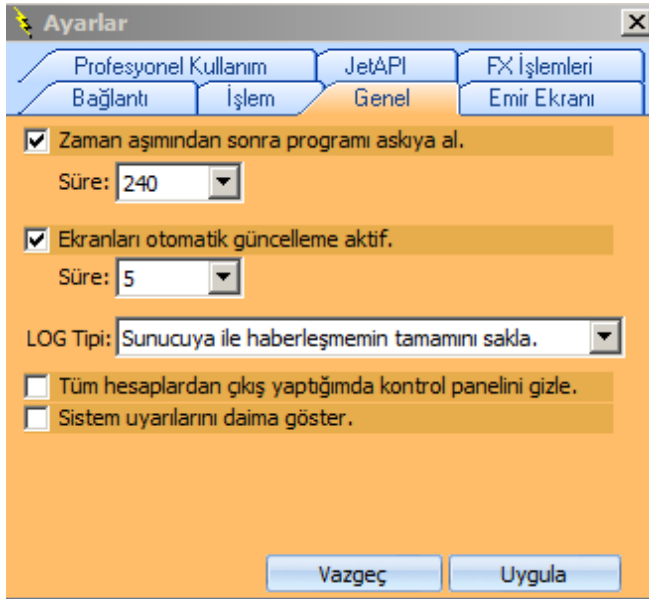 Ayarlar
Profesyonel Kullanım JetAPI FX İşlemleri
Bağlantı İşlem Genel Emir Ekranı
Zaman aşımından sonra programı askıya al.
Süre: 240
Ekranları otomatik güncelleme aktif.
Süre: 5
LOG Tipi: Sunucuya ile haberleşmemin tamamını sakla.
Tüm hesaplardan çıkış yaptığımda kontrol panelini gizle.
Sistem uyarılarını daima göster.
Vazgeç Uygula